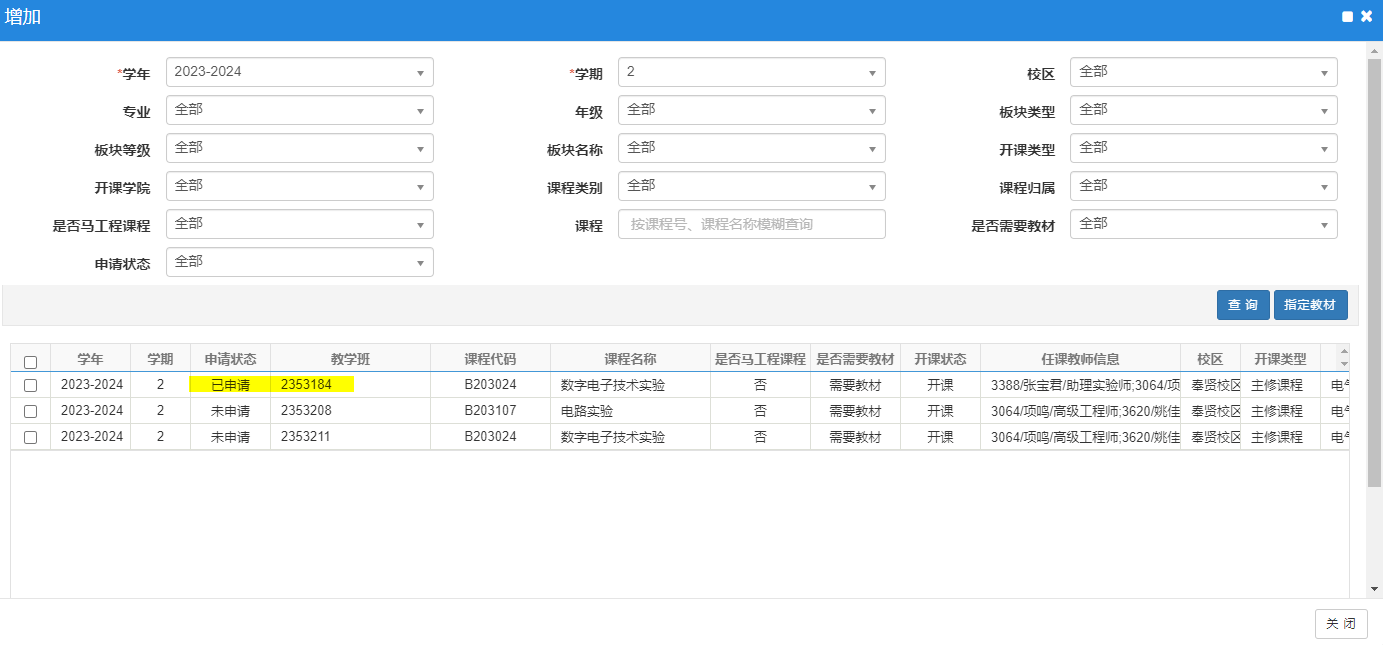 增加
*学年 2023-2024 *学期 2 校区 全部
专业 全部 年级 全部 板块类型 全部
板块等级 全部 板块名称 全部 开课类型 全部
开课学院 全部 课程类别 全部 课程归属 全部
是否马工程课程 全部 课程 按课程号、课程名称模糊查询 是否需要教材 全部
申请状态 全部
查 询 指定教材
学年 学期 申请状态 教学班 课程代码 课程名称 是否马工程课程 是否需要教材 开课状态 任课教师信息 校区 开课类型
2023-2024 2 已申请 2353184 B203024 数字电子技术实验 否 需要教材 开课 3388/张宝君/助理实验师;3064/项 奉贤校区 主修课程 电气
2023-2024 2 未申请 2353208 B203107 电路实验 否 需要教材 开课 3064/项鸣/高级工程师;3620/姚佳 奉贤校区 主修课程 电气
2023-2024 2 未申请 2353211 B203024 数字电子技术实验 否 需要教材 开课 3064/项鸣/高级工程师;3620/姚佳 奉贤校区 主修课程 电气
关 闭